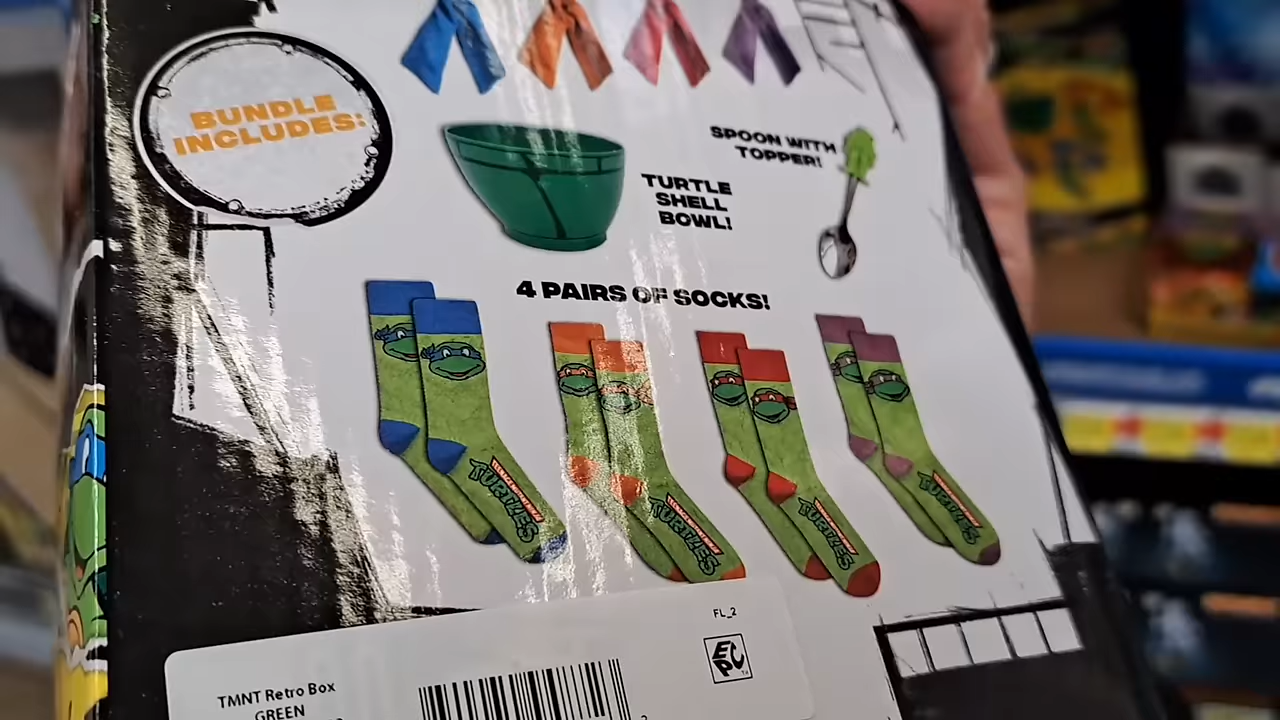 BUNDLE
INCLUDES:
SPOON WITH
TOPPER!
TURTLE
SHELL
BOWL!
4 PAIRS OF SOCKS!
TURTLES
TURTLES
TURTLES
TURTLES
FL_2
EPC
TMNT Retro Box
GREEN